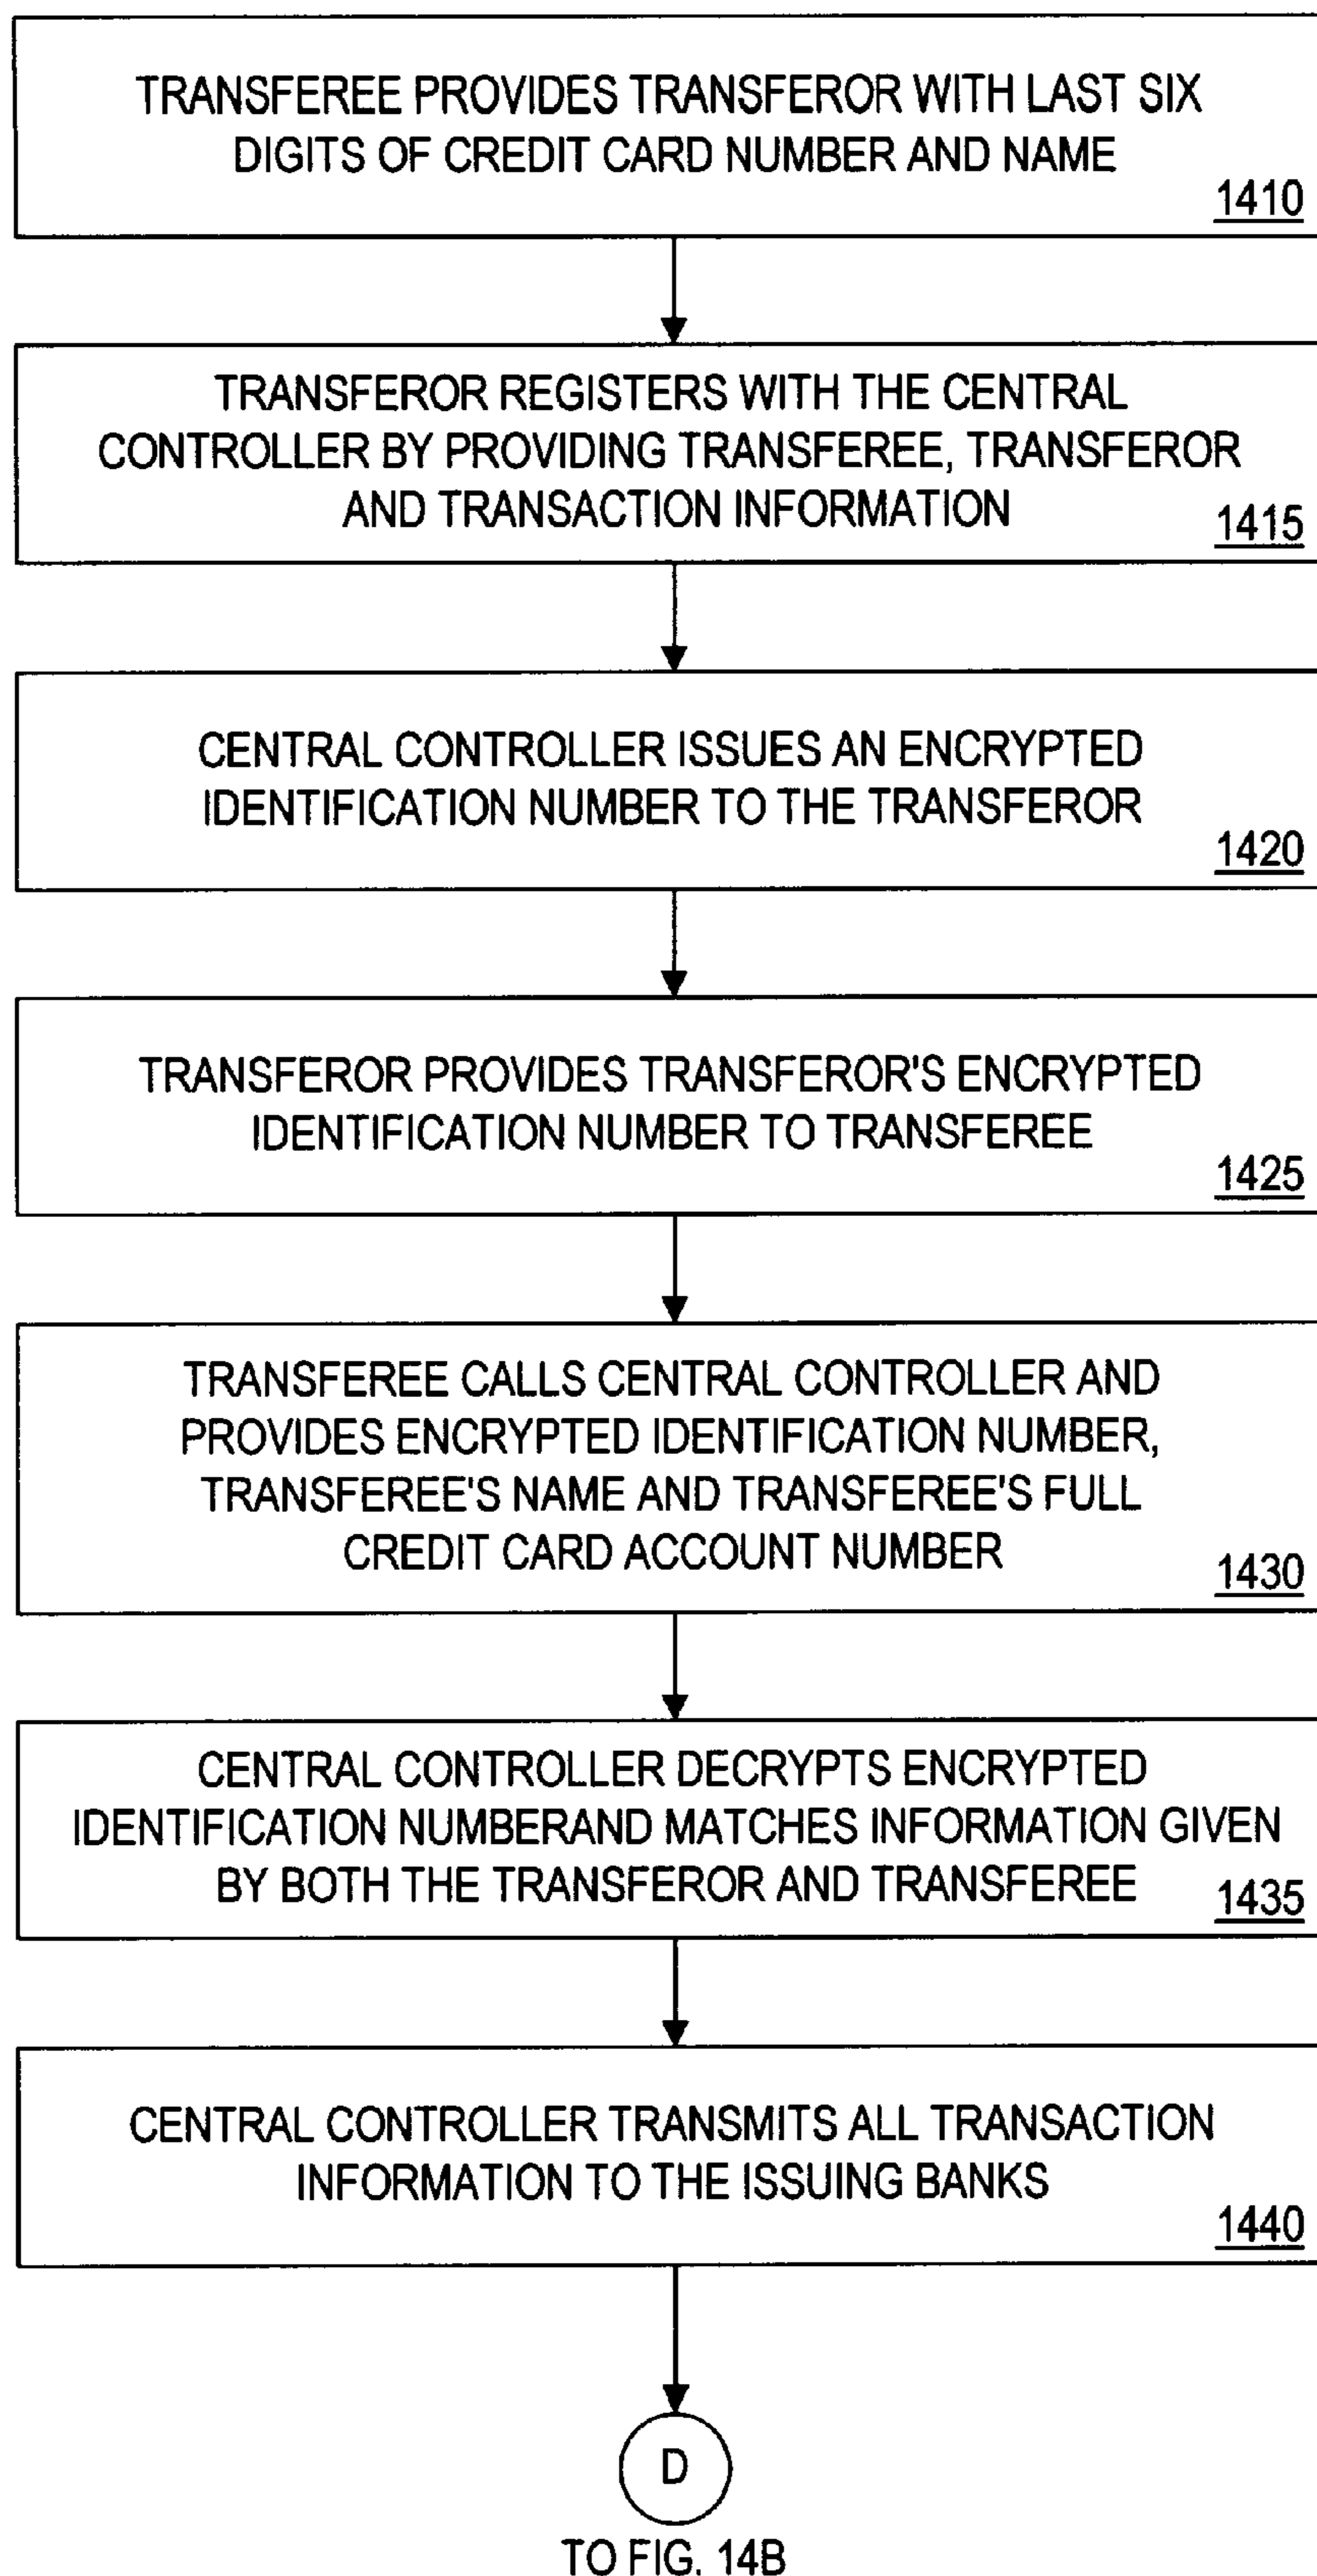 TRANSFEREE PROVIDES TRANSFEROR WITH LAST SIX
DIGITS OF CREDIT CARD NUMBER AND NAME
1410
TRANSFEROR REGISTERS WITH THE CENTRAL
CONTROLLER BY PROVIDING TRANSFEREE, TRANSFEROR
AND TRANSACTION INFORMATION
1415
CENTRAL CONTROLLER ISSUES AN ENCRYPTED
IDENTIFICATION NUMBER TO THE TRANSFEROR
1420
TRANSFEROR PROVIDES TRANSFEROR'S ENCRYPTED
IDENTIFICATION NUMBER TO TRANSFEREE
1425
TRANSFEREE CALLS CENTRAL CONTROLLER AND
PROVIDES ENCRYPTED IDENTIFICATION NUMBER,
TRANSFEREE'S NAME AND TRANSFEREE'S FULL
CREDIT CARD ACCOUNT NUMBER
1430
CENTRAL CONTROLLER DECRYPTS ENCRYPTED
IDENTIFICATION NUMBERAND MATCHES INFORMATION GIVEN
BY BOTH THE TRANSFEROR AND TRANSFEREE
1435
CENTRAL CONTROLLER TRANSMITS ALL TRANSACTION
INFORMATION TO THE ISSUING BANKS
1440
D
TO FIG. 14B